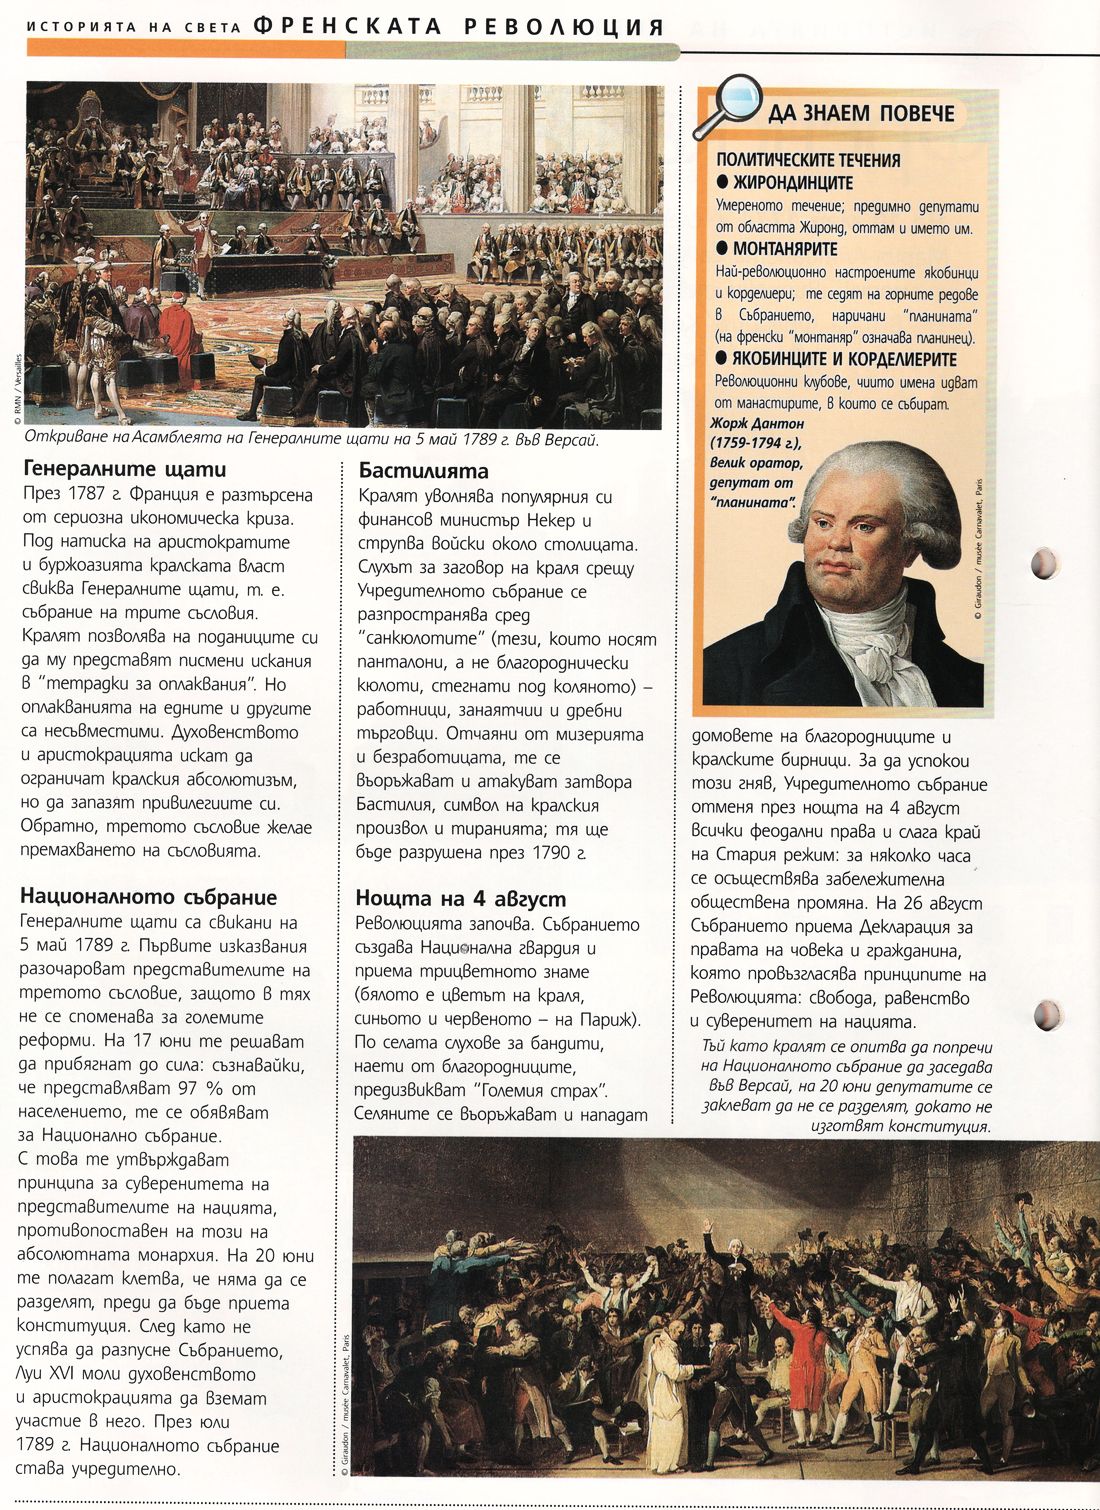 ИСТОРИЯТА НА СВЕТА ФРЕНСКАТА РЕВОЛЮЦИЯ
© RMN / Versailles
Откриване на Асамблеята на Генералните щати на 5 май 1789 г. във Версай.
Генералните щати
През 1787 г. Франция е разтърсена
от сериозна икономическа криза.
Под натиска на аристократите
и буржоазията кралската власт
свиква Генералните щати, т. е.
събрание на трите съсловия.
Кралят позволява на поданиците си
да му представят писмени искания
в “тетрадки за оплаквания”. Но
оплакванията на едните и другите
са несъвместими. Духовенството
и аристокрацията искат да
ограничат кралския абсолютизъм,
но да запазят привилегиите си.
Обратно, третото съсловие желае
премахването на съсловията.
Националното събрание
Генералните щати са свикани на
5 май 1789 г. Първите изказвания
разочароват представителите на
третото съсловие, защото в тях
не се споменава за големите
реформи. На 17 юни те решават
да прибягнат до сила: съзнавайки,
че представляват 97 % от
населението, те се обявяват
за Национално събрание.
С това те утвърждават
принципа за суверенитета на
представителите на нацията,
противопоставен на този на
абсолютната монархия. На 20 юни
те полагат клетва, че няма да се
разделят, преди да бъде приета
конституция. След като не
успява да разпусне Събранието,
Луи XVI моли духовенството
и аристокрацията да вземат
участие в него. През юли
1789 г. Националното събрание
става учредително.
Бастилията
Кралят уволнява популярния си
финансов министър Некер и
струпва войски около столицата.
Слухът за заговор на краля срещу
Учредителното събрание се
разпространява сред
“санкюлотите” (тези, които носят
панталони, а не благороднически
кюлоти, стегнати под коляното) –
работници, занаятчии и дребни
търговци. Отчаяни от мизерията
и безработицата, те се
въоръжават и атакуват затвора
Бастилия, символ на кралския
произвол и тиранията; тя ще
бъде разрушена през 1790 г.
Нощта на 4 август
Революцията започва. Събранието
създава Национална гвардия и
приема трицветното знаме
(бялото е цветът на краля,
синьото и червеното – на Париж).
По селата слухове за бандити,
наети от благородниците,
предизвикват “Големия страх”.
Селяните се въоръжават и нападат
ДА ЗНАЕМ ПОВЕЧЕ
ПОЛИТИЧЕСКИТЕ ТЕЧЕНИЯ
● ЖИРОНДИНЦИТЕ
Умереното течение; предимно депутати
от областта Жиронд, оттам и името им.
● МОНТАНЯРИТЕ
Най-революционно настроените якобинци
и корделиери; те седят на горните редове
в Събранието, наричани “планината”
(на френски “монтаняр” означава планинец).
● ЯКОБИНЦИТЕ И КОРДЕЛИЕРИТЕ
Революционни клубове, чиито имена идват
от манастирите, в които се събират.
Жорж Дантон
(1759-1794 г.),
велик оратор,
депутат от
“планината”.
© Giraudon / musée Carnavalet, Paris
домовете на благородниците и
кралските бирници. За да успокои
този гняв, Учредителното събрание
отменя през нощта на 4 август
всички феодални права и слага край
на Стария режим: за няколко часа
се осъществява забележителна
обществена промяна. На 26 август
Събранието приема Декларация за
правата на човека и гражданина,
която провъзгласява принципите на
Революцията: свобода, равенство
и суверенитет на нацията.
Тъй като кралят се опитва да попречи
на Националното събрание да заседава
във Версай, на 20 юни депутатите се
заклеват да не се разделят, докато не
изготвят конституция.
© Giraudon / musée Carnavalet, Paris